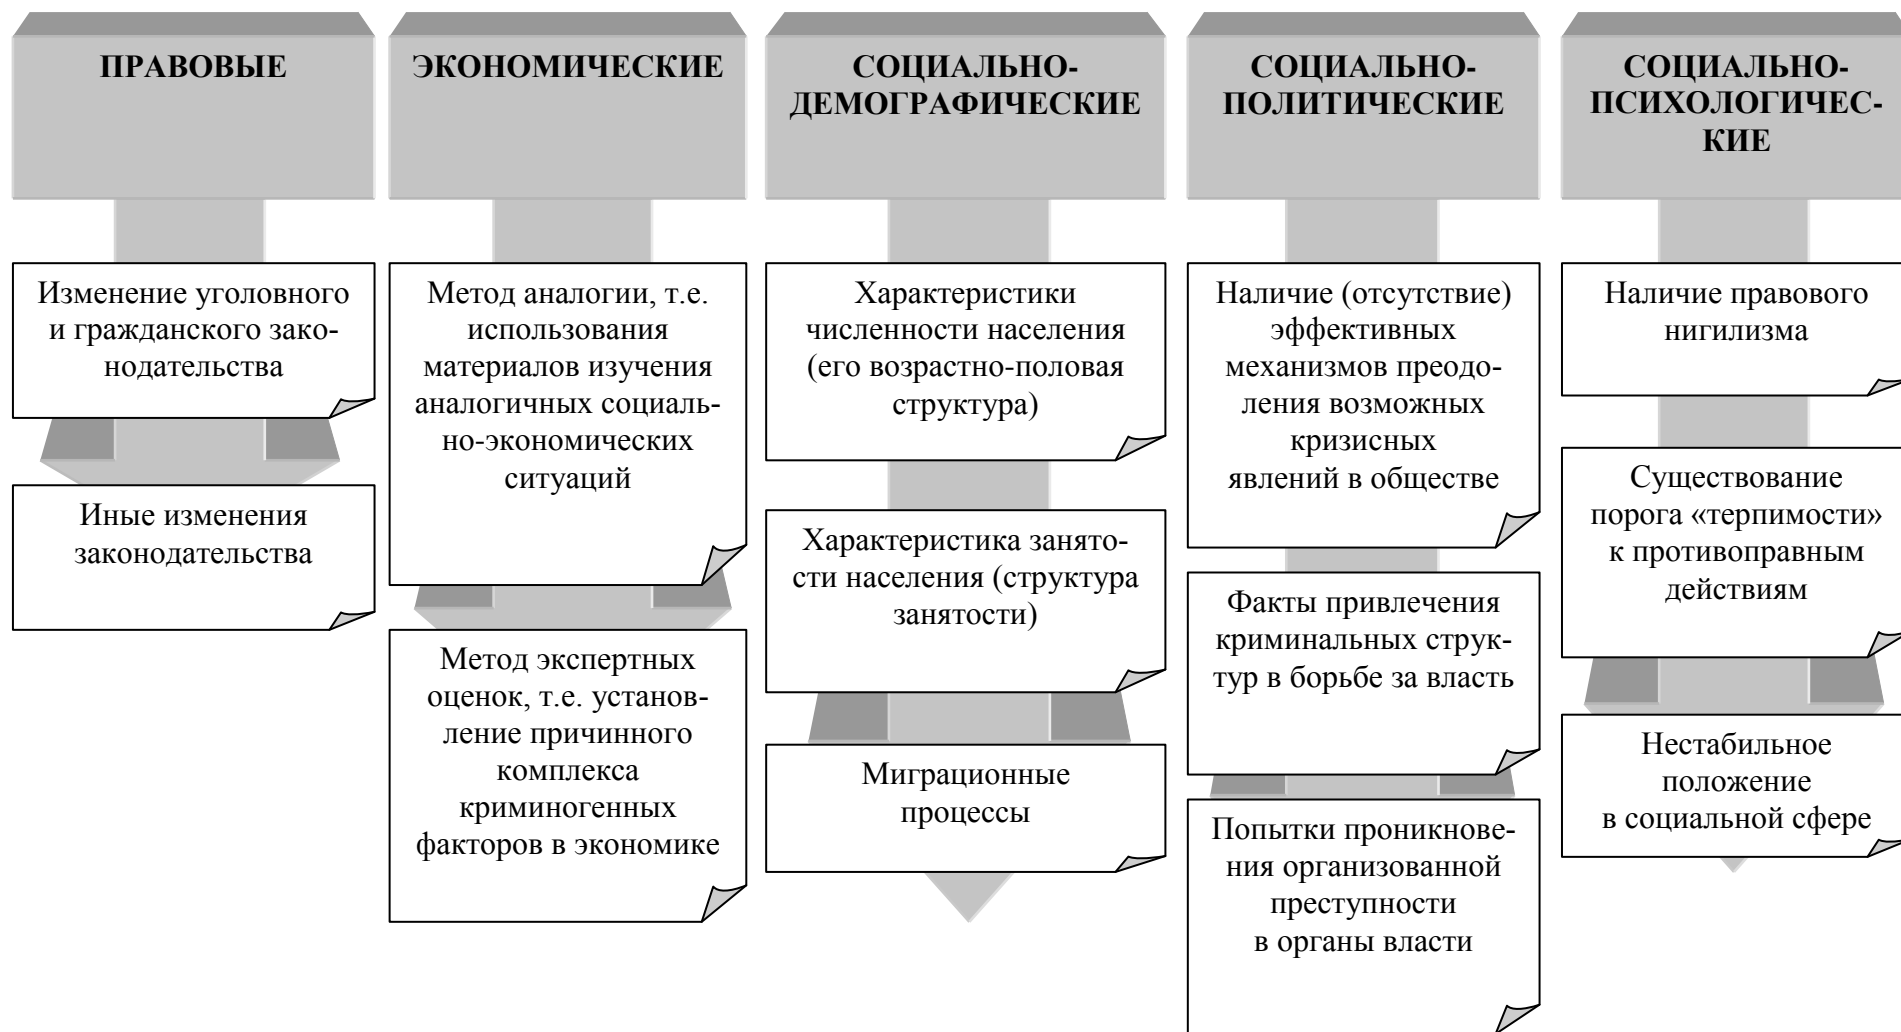 ПРАВОВЫЕ
Изменение уголовного
и гражданского зако-
нодательства
Иные изменения
законодательства
ЭКОНОМИЧЕСКИЕ
Метод аналогии, т.е.
использования
материалов изучения
аналогичных социаль-
но-экономических
ситуаций
Метод экспертных
оценок, т.е. установ-
ление причинного
комплекса
криминогенных
факторов в экономике
СОЦИАЛЬНО-
ДЕМОГРАФИЧЕСКИЕ
Характеристики
численности населения
(его возрастно-половая
структура)
Характеристика занято-
сти населения (структура
занятости)
Миграционные
процессы
СОЦИАЛЬНО-
ПОЛИТИЧЕСКИЕ
Наличие (отсутствие)
эффективных
механизмов преодо-
ления возможных
кризисных
явлений в обществе
Факты привлечения
криминальных струк-
тур в борьбе за власть
Попытки проникнове-
ния организованной
преступности
в органы власти
СОЦИАЛЬНО-
ПСИХОЛОГИЧЕС-
КИЕ
Наличие правового
нигилизма
Существование
порога «терпимости»
к противоправным
действиям
Нестабильное
положение
в социальной сфере